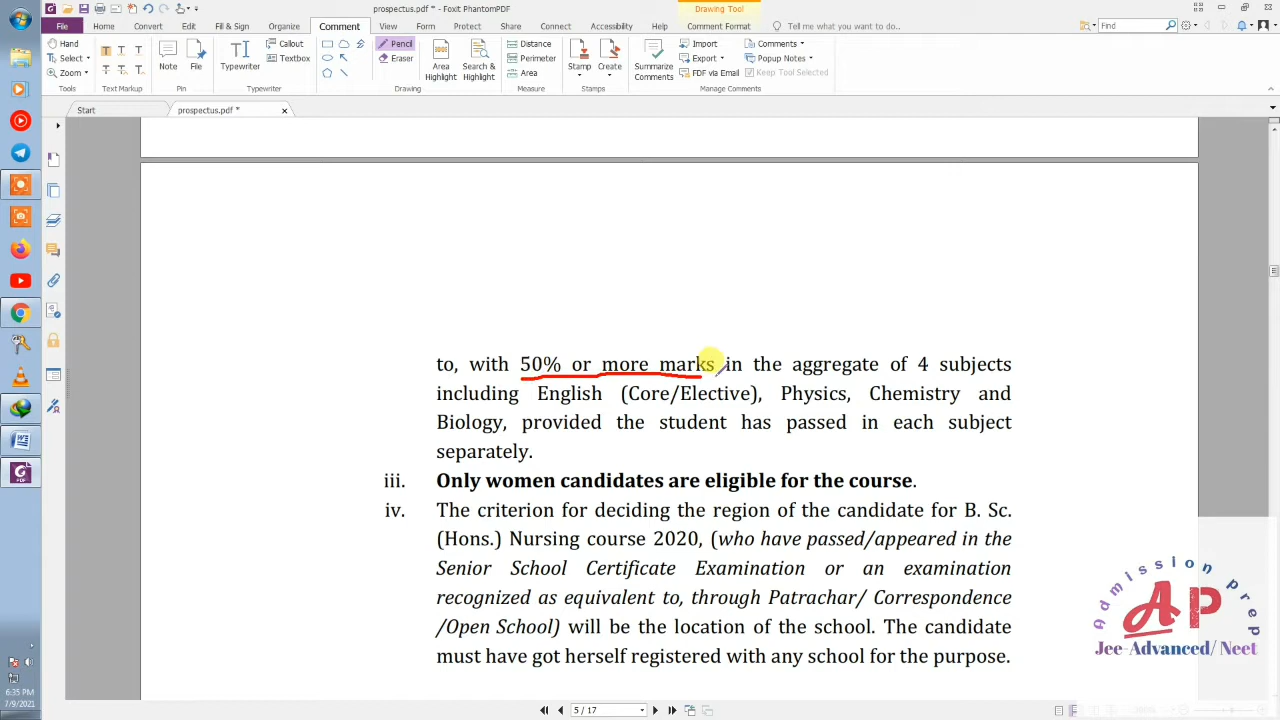 prospectus.pdf * - Foxit PhantomPDF
Drawing Tool
File Home Convert Edit Fill & Sign Organize Comment View Form Protect Share Connect Accessibility Help Comment Format Tell me what you want to do.. Find
Hand
Select
Zoom
Tools
Text Markup
Note
File
Pin
Typewriter
Callout
Textbox
Typewriter
Pencil
Eraser
Drawing
Area Highlight
Search & Highlight
Distance
Perimeter
Area
Measure
Stamp
Create
Stamps
Summarize Comments
Import
Export
FDF via Email
Comments
Popup Notes
Keep Tool Selected
Manage Comments
Start
prospectus.pdf *
to, with 50% or more marks in the aggregate of 4 subjects
including English (Core/Elective), Physics, Chemistry and
Biology, provided the student has passed in each subject
separately.
iii. Only women candidates are eligible for the course.
iv. The criterion for deciding the region of the candidate for B. Sc.
(Hons.) Nursing course 2020, (who have passed/appeared in the
Senior School Certificate Examination or an examination
recognized as equivalent to, through Patrachar/ Correspondence
/Open School) will be the location of the school. The candidate
must have got herself registered with any school for the purpose.
Admission prep
AP
Jee-Advanced/ Neet
5 / 17
6:35 PM
7/9/2021